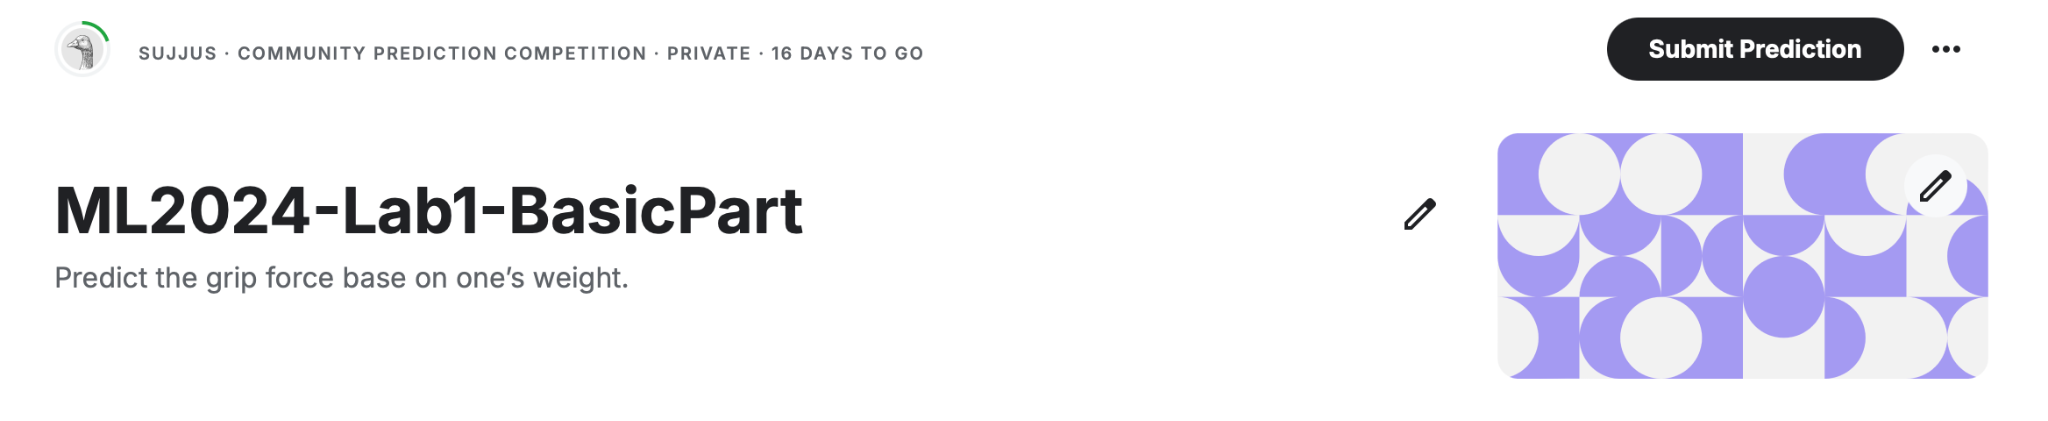 SUJJUS · COMMUNITY PREDICTION COMPETITION · PRIVATE · 16 DAYS TO GO
Submit Prediction
ML2024-Lab1-BasicPart
Predict the grip force base on one’s weight.